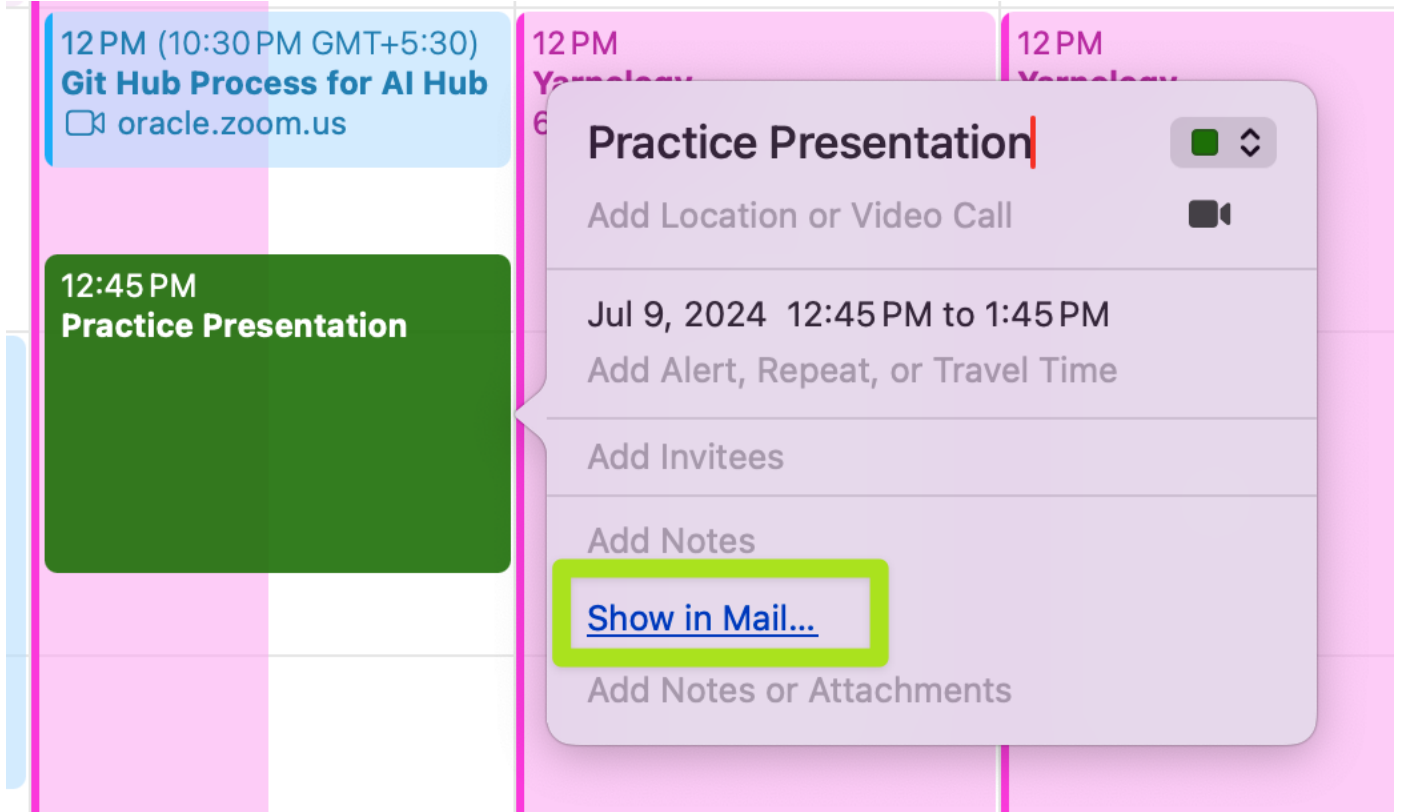 12 PM (10:30 PM GMT+5:30)
Git Hub Process for AI Hub
oracle.zoom.us
12:45 PM
Practice Presentation
12 PM
12 PM
Practice Presentation
Add Location or Video Call
Jul 9, 2024 12:45 PM to 1:45 PM
Add Alert, Repeat, or Travel Time
Add Invitees
Add Notes
Show in Mail...
Add Notes or Attachments